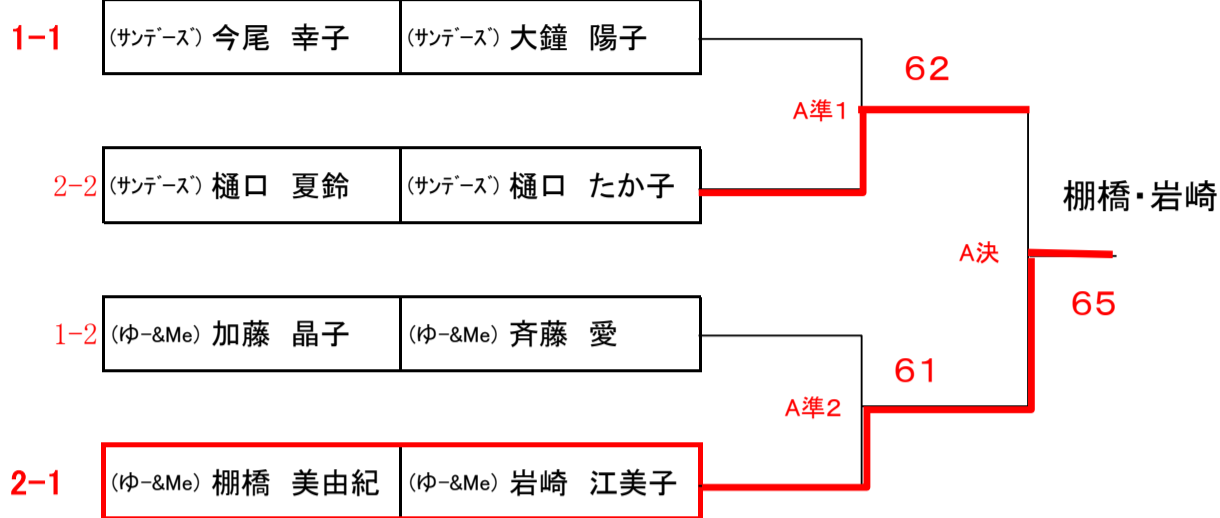 1-1 (ｻﾝﾃﾞｰｽﾞ) 今尾 幸子 (ｻﾝﾃﾞｰｽﾞ) 大鐘 陽子
62
A準1
2-2 (ｻﾝﾃﾞｰｽﾞ) 樋口 夏鈴 (ｻﾝﾃﾞｰｽﾞ) 樋口 たか子
棚橋・岩崎
A決
65
1-2 (ゆｰ&Me) 加藤 晶子 (ゆｰ&Me) 斉藤 愛
61
A準2
2-1 (ゆｰ&Me) 棚橋 美由紀 (ゆｰ&Me) 岩崎 江美子